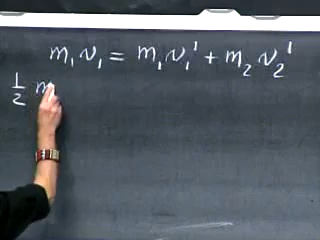 m₁v₁ = m₁v₁' + m₂v₂'
½ m